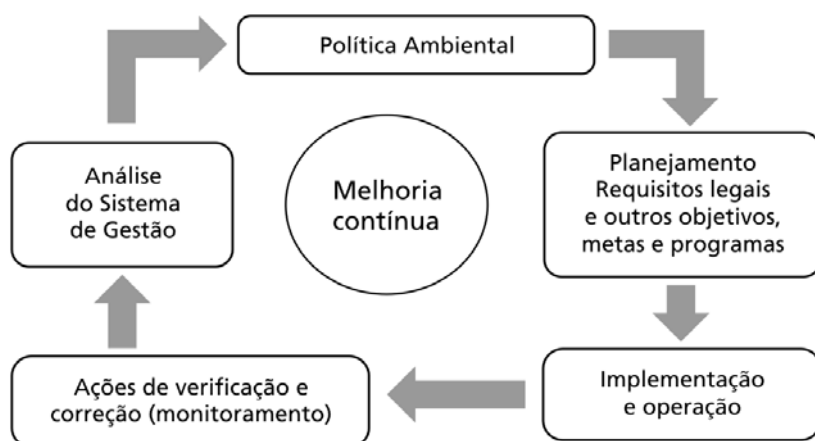 Política Ambiental
Planejamento
Requisitos legais
e outros objetivos,
metas e programas
Implementação
e operação
Ações de verificação e
correção (monitoramento)
Análise
do Sistema
de Gestão
Melhoria
contínua